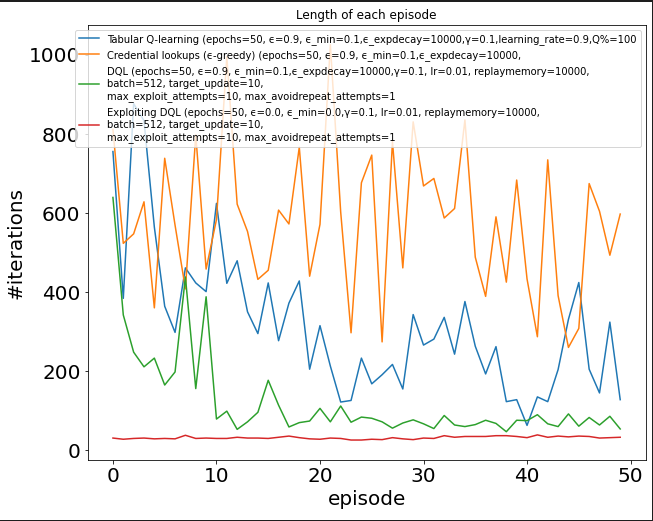 Length of each episode
Tabular Q-learning (epochs=50, ϵ=0.9, ϵ_min=0.1,ϵ_expdecay=10000,γ=0.1,learning_rate=0.9,Q%=100
Credential lookups (ϵ-greedy) (epochs=50, ϵ=0.9, ϵ_min=0.1,ϵ_expdecay=10000,
DQL (epochs=50, ϵ=0.9, ϵ_min=0.1,ϵ_expdecay=10000,γ=0.1, lr=0.01, replaymemory=10000,
batch=512, target_update=10,
max_exploit_attempts=10, max_avoidrepeat_attempts=1
Exploiting DQL (epochs=50, ϵ=0.0, ϵ_min=0.0,γ=0.1, lr=0.01, replaymemory=10000,
batch=512, target_update=10,
max_exploit_attempts=10, max_avoidrepeat_attempts=1
1000
800
600
400
200
0
#iterations
0 10 20 30 40 50
episode